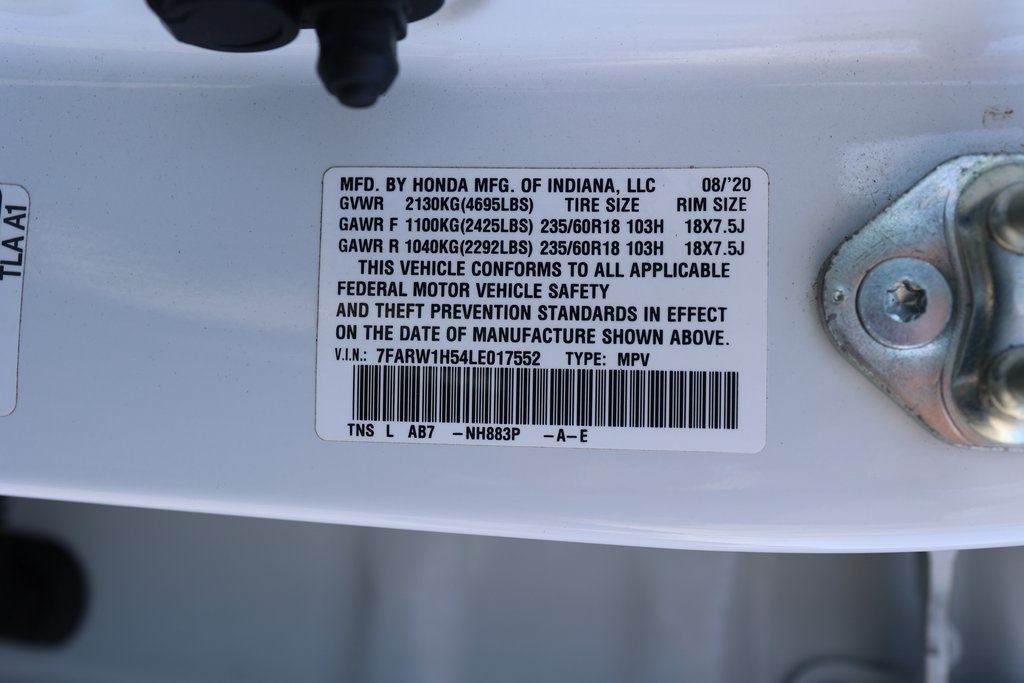 MFD. BY HONDA MFG. OF INDIANA, LLC 08/'20
GVWR 2130KG(4695LBS) TIRE SIZE RIM SIZE
GAWR F 1100KG(2425LBS) 235/60R18 103H 18X7.5J
GAWR R 1040KG(2292LBS) 235/60R18 103H 18X7.5J
THIS VEHICLE CONFORMS TO ALL APPLICABLE
FEDERAL MOTOR VEHICLE SAFETY
AND THEFT PREVENTION STANDARDS IN EFFECT
ON THE DATE OF MANUFACTURE SHOWN ABOVE.
V.I.N.: 7FARW1H54LE017552 TYPE: MPV
TNS L AB7 -NH883P -A-E
TLA A1